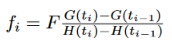 f_i = F \frac{G(t_i)-G(t_{i-1})}{H(t_i)-H(t_{i-1})}